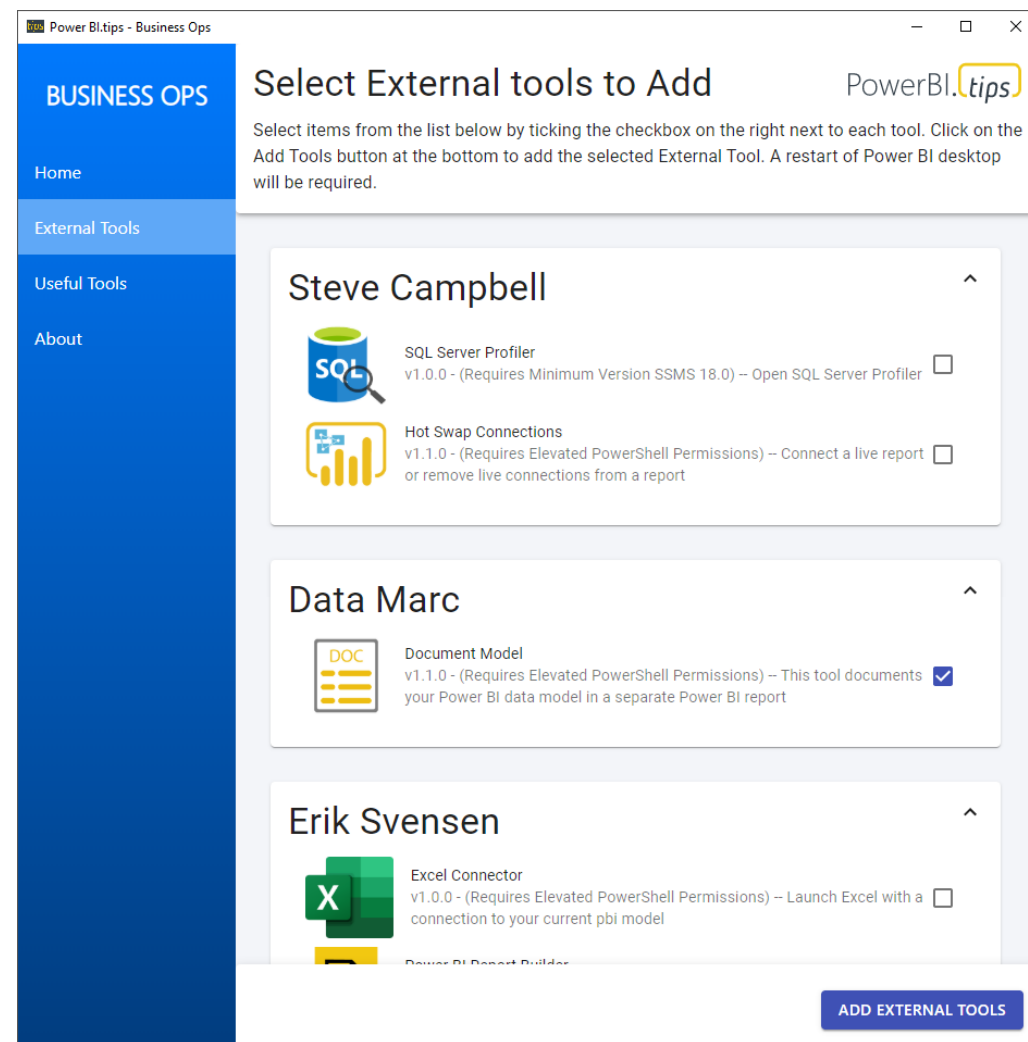 Power BI.tips - Business Ops
BUSINESS OPS
Home
External Tools
Useful Tools
About
Select External tools to Add
PowerBI.tips
Select items from the list below by ticking the checkbox on the right next to each tool. Click on the
Add Tools button at the bottom to add the selected External Tool. A restart of Power BI desktop
will be required.
Steve Campbell
SQL
SQL Server Profiler
v1.0.0 - (Requires Minimum Version SSMS 18.0) -- Open SQL Server Profiler
Hot Swap Connections
v1.1.0 - (Requires Elevated PowerShell Permissions) -- Connect a live report
or remove live connections from a report
Data Marc
DOC
Document Model
v1.1.0 - (Requires Elevated PowerShell Permissions) -- This tool documents
your Power BI data model in a separate Power BI report
Erik Svensen
X
Excel Connector
v1.0.0 - (Requires Elevated PowerShell Permissions) -- Launch Excel with a
connection to your current pbi model
Power BI Report Builder
ADD EXTERNAL TOOLS